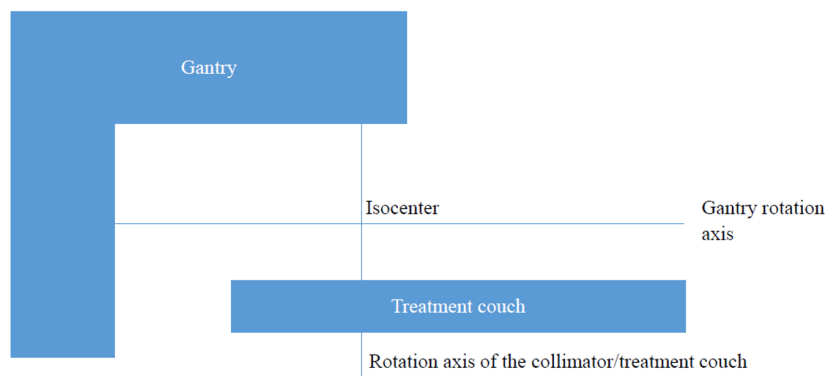 Gantry
Isocenter
Gantry rotation
axis
Treatment couch
Rotation axis of the collimator/treatment couch